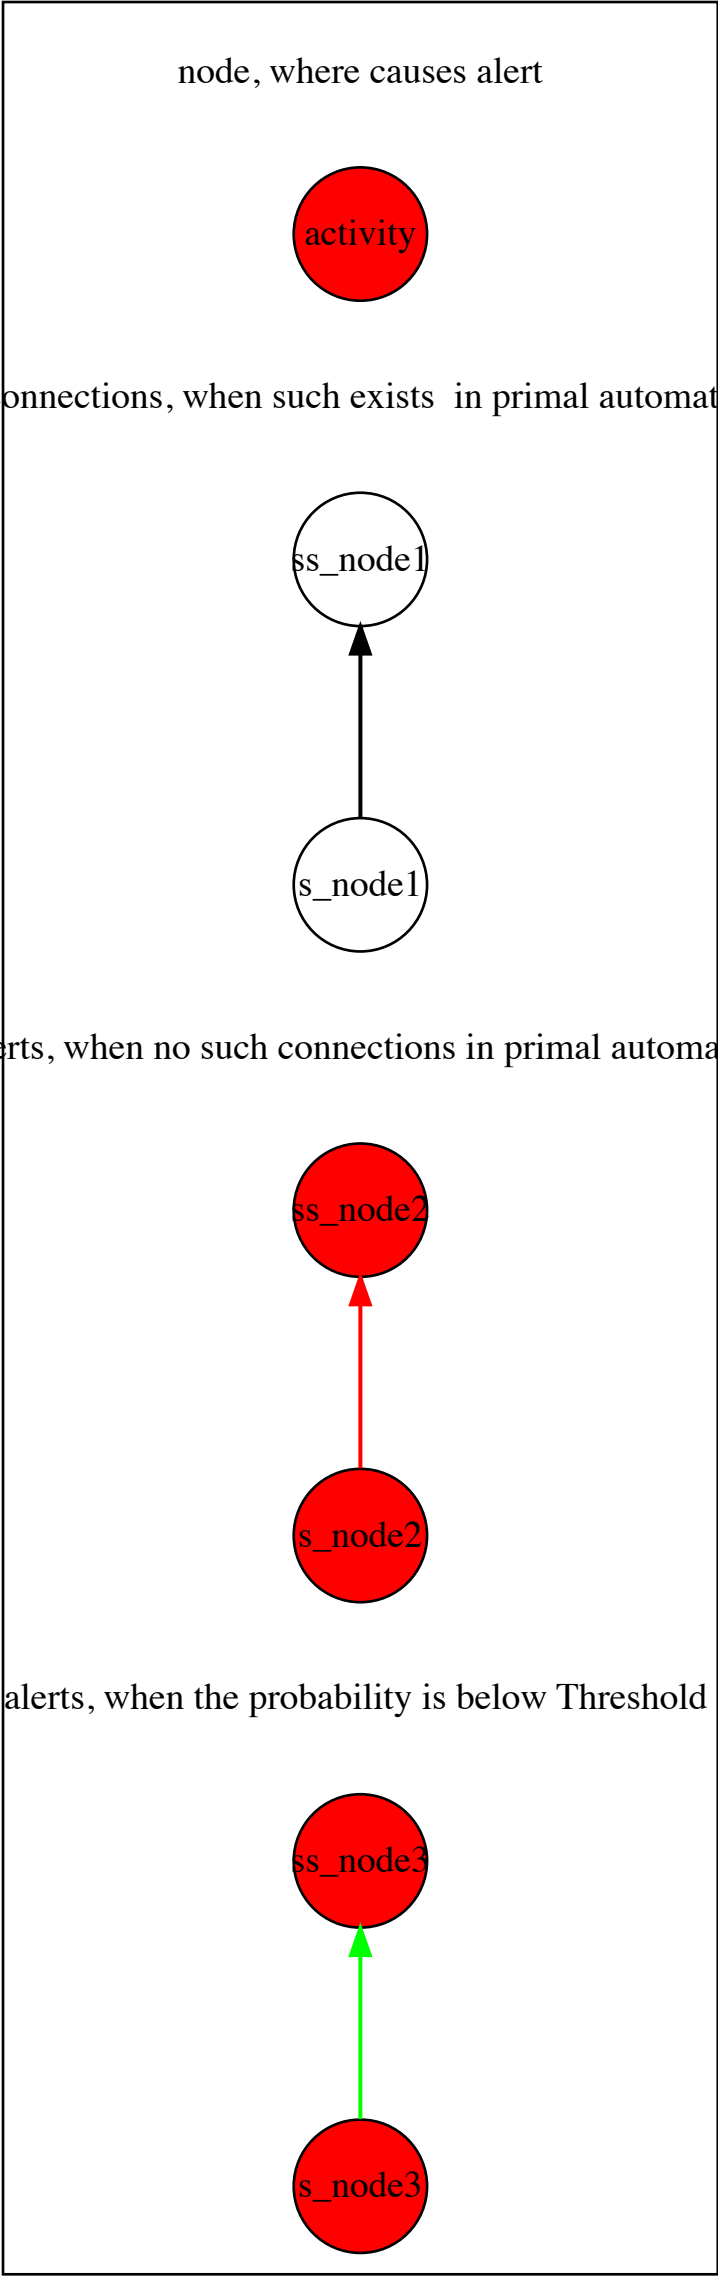 node, where causes alert
activity
onnections, when such exists  in primal automat
ss_node1
s_node1
erts, when no such connections in primal automa
ss_node2
s_node2
alerts, when the probability is below Threshold
ss_node3
s_node3